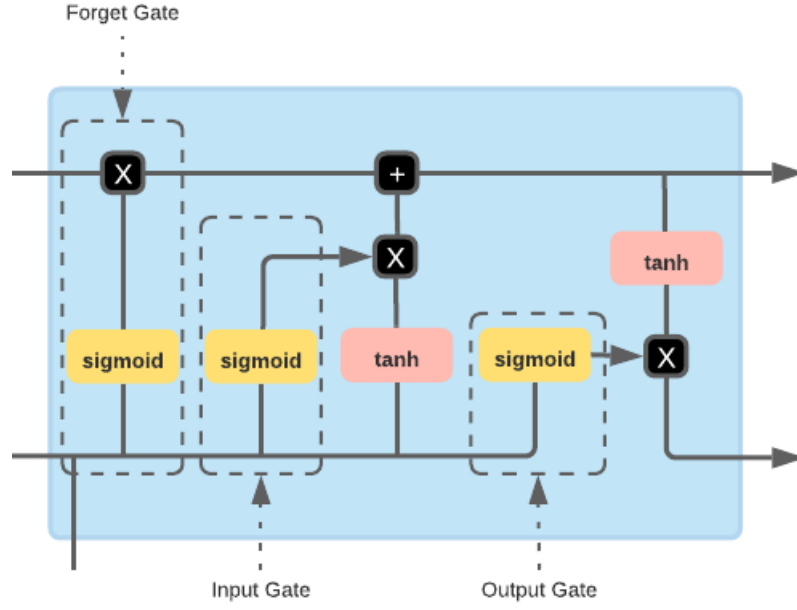 Forget Gate
X
+
X
tanh
sigmoid
sigmoid
tanh
sigmoid
X
Input Gate
Output Gate